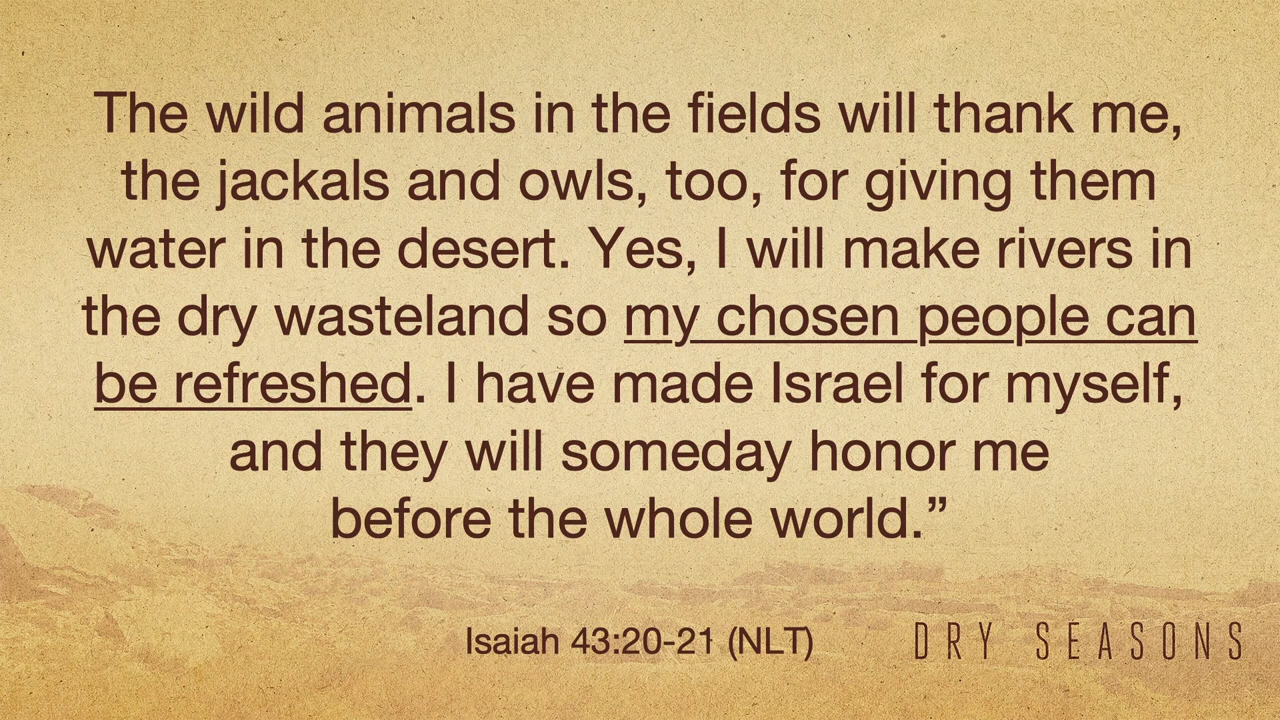 The wild animals in the fields will thank me,
the jackals and owls, too, for giving them
water in the desert. Yes, I will make rivers in
the dry wasteland so my chosen people can
be refreshed. I have made Israel for myself,
and they will someday honor me
before the whole world.”
Isaiah 43:20-21 (NLT)
DRY SEASONS